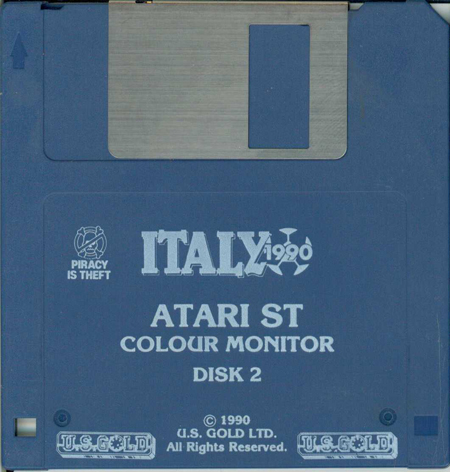 ITALY 1990
PIRACY
IS THEFT
ATARI ST
COLOUR MONITOR
DISK 2
© 1990
U.S. GOLD LTD.
All Rights Reserved.
U.S. GOLD
U.S. GOLD